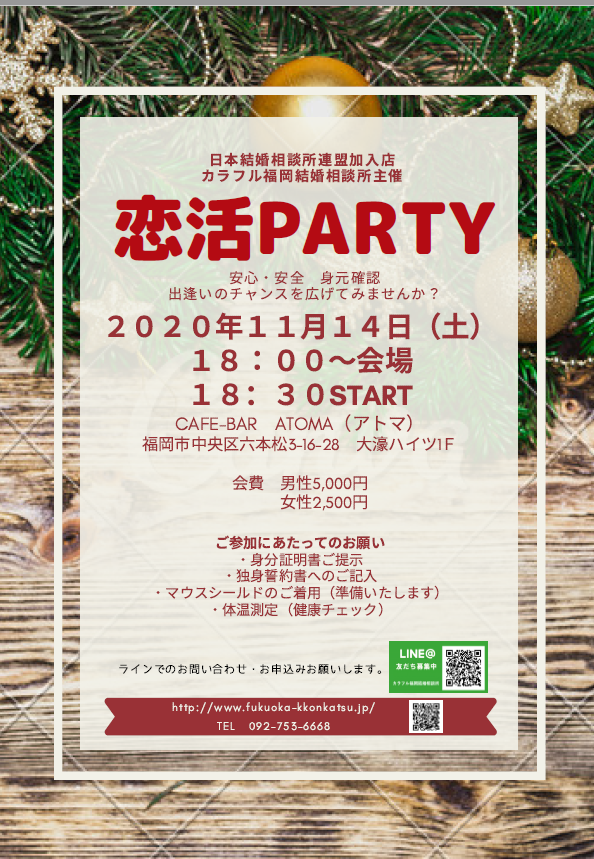 日本結婚相談所連盟加入店
カラフル福岡結婚相談所主催
恋活PARTY
安心・安全　身元確認
出逢いのチャンスを広げてみませんか？
２０２０年１１月１４日（土）
１８：００～会場
１８：３０START
CAFE-BAR　ATOMA（アトマ）
福岡市中央区六本松3-16-28　大濠ハイツ1F
会費　男性5,000円
女性2,500円
ご参加にあたってのお願い
・身分証明書ご提示
・独身誓約書へのご記入
・マウスシールドのご着用（準備いたします）
・体温測定（健康チェック）
LINE@
友だち募集中
カラフル福岡結婚相談所
ラインでのお問い合わせ・お申込みお願いします。
http://www.fukuoka-kkonkatsu.jp/
TEL　092-753-6668